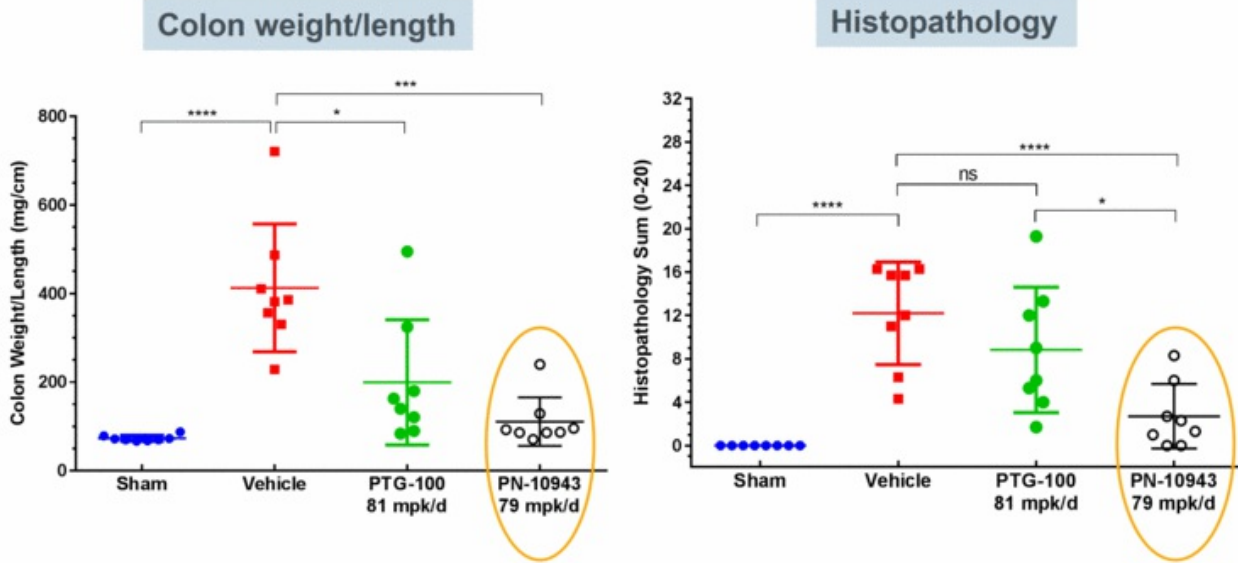 Colon weight/length
***
****
*
800
600
400
200
0
Colon Weight/Length (mg/cm)
Sham
Vehicle
PTG-100
81 mpk/d
PN-10943
79 mpk/d
Histopathology
****
ns
****
*
32
28
24
20
16
12
8
4
0
Histopathology Sum (0-20)
Sham
Vehicle
PTG-100
81 mpk/d
PN-10943
79 mpk/d